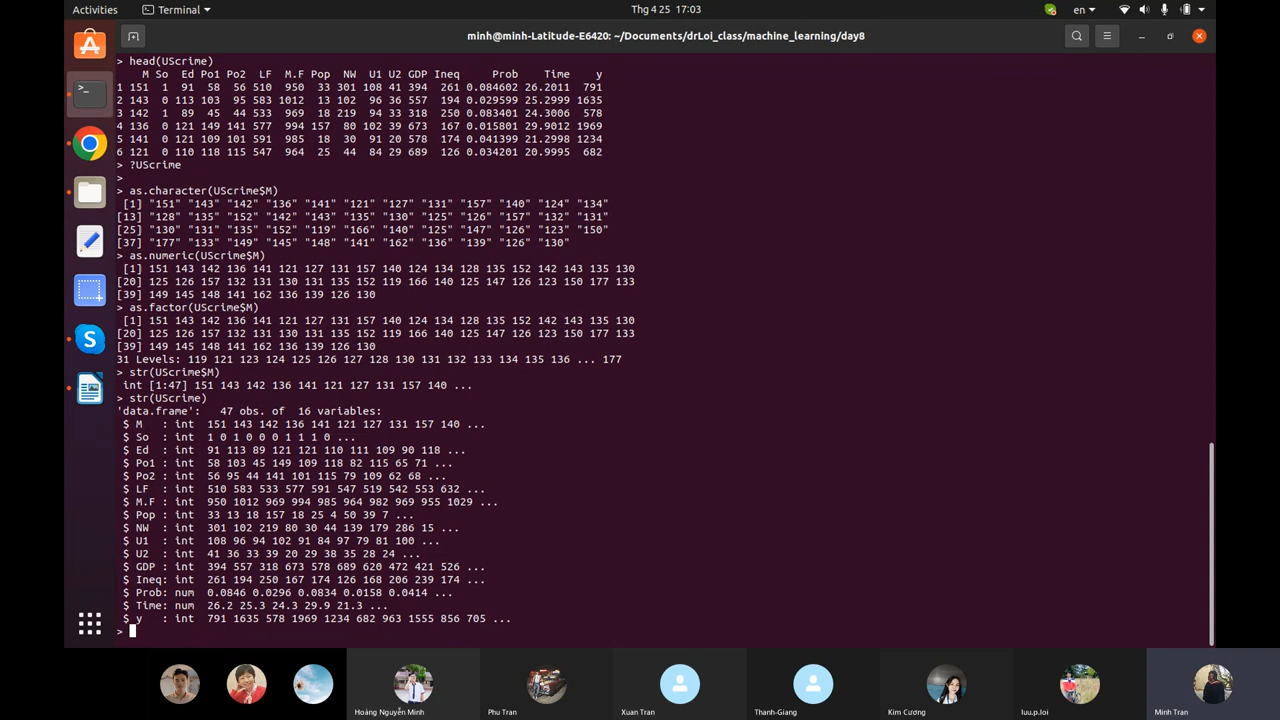 Activities
Terminal
Thg 4 25 17:03
en
minh@minh-Latitude-E6420: ~/Documents/drLoi_class/machine_learning/day8
> head(UScrime)
M So Ed Po1 Po2 LF M.F Pop NW U1 U2 GDP Ineq Prob Time y
1 151 1 91 58 56 510 950 33 301 108 41 394 261 0.084602 26.2011 791
2 143 0 113 103 95 583 1012 13 102 96 36 557 194 0.029599 25.2999 1635
3 142 1 89 45 44 533 969 18 219 94 33 318 250 0.083401 24.3006 578
4 136 0 121 149 141 577 994 157 80 102 39 673 167 0.015801 29.9012 1969
5 141 0 121 109 101 591 985 18 30 91 20 578 174 0.041399 21.2998 1234
6 121 0 110 118 115 547 964 25 44 84 29 689 126 0.034201 20.9995 682
> ?UScrime
>
> as.character(UScrime$M)
[1] "151" "143" "142" "136" "141" "121" "127" "131" "157" "140" "124" "134"
[13] "128" "135" "152" "142" "143" "135" "130" "125" "126" "157" "132" "131"
[25] "130" "131" "135" "152" "119" "166" "140" "125" "147" "126" "123" "150"
[37] "177" "133" "149" "145" "148" "141" "162" "136" "139" "126" "130"
> as.numeric(UScrime$M)
[1] 151 143 142 136 141 121 127 131 157 140 124 134 128 135 152 142 143 135 130
[20] 125 126 157 132 131 130 131 135 152 119 166 140 125 147 126 123 150 177 133
[39] 149 145 148 141 162 136 139 126 130
> as.factor(UScrime$M)
[1] 151 143 142 136 141 121 127 131 157 140 124 134 128 135 152 142 143 135 130
[20] 125 126 157 132 131 130 131 135 152 119 166 140 125 147 126 123 150 177 133
[39] 149 145 148 141 162 136 139 126 130
31 Levels: 119 121 123 124 125 126 127 128 130 131 132 133 134 135 136 ... 177
> str(UScrime$M)
int [1:47] 151 143 142 136 141 121 127 131 157 140 ...
> str(UScrime)
'data.frame': 47 obs. of 16 variables:
$ M : int 151 143 142 136 141 121 127 131 157 140 ...
$ So : int 1 0 1 0 0 0 1 1 1 0 ...
$ Ed : int 91 113 89 121 121 110 111 109 90 118 ...
$ Po1 : int 58 103 45 149 109 118 82 115 65 71 ...
$ Po2 : int 56 95 44 141 101 115 79 109 62 68 ...
$ LF : int 510 583 533 577 591 547 519 542 553 632 ...
$ M.F : int 950 1012 969 994 985 964 982 969 955 1029 ...
$ Pop : int 33 13 18 157 18 25 4 50 39 7 ...
$ NW : int 301 102 219 80 30 44 139 179 286 15 ...
$ U1 : int 108 96 94 102 91 84 97 79 81 100 ...
$ U2 : int 41 36 33 39 20 29 38 35 28 24 ...
$ GDP : int 394 557 318 673 578 689 620 472 421 526 ...
$ Ineq: int 261 194 250 167 174 126 168 206 239 174 ...
$ Prob: num 0.0846 0.0296 0.0834 0.0158 0.0414 ...
$ Time: num 26.2 25.3 24.3 29.9 21.3 ...
$ y : int 791 1635 578 1969 1234 682 963 1555 856 705 ...
>
Hoảng Nguyễn Minh
Phu Tran
Xuan Tran
Thanh-Giang
Kim Cương
luu.p.loi
Minh Tran